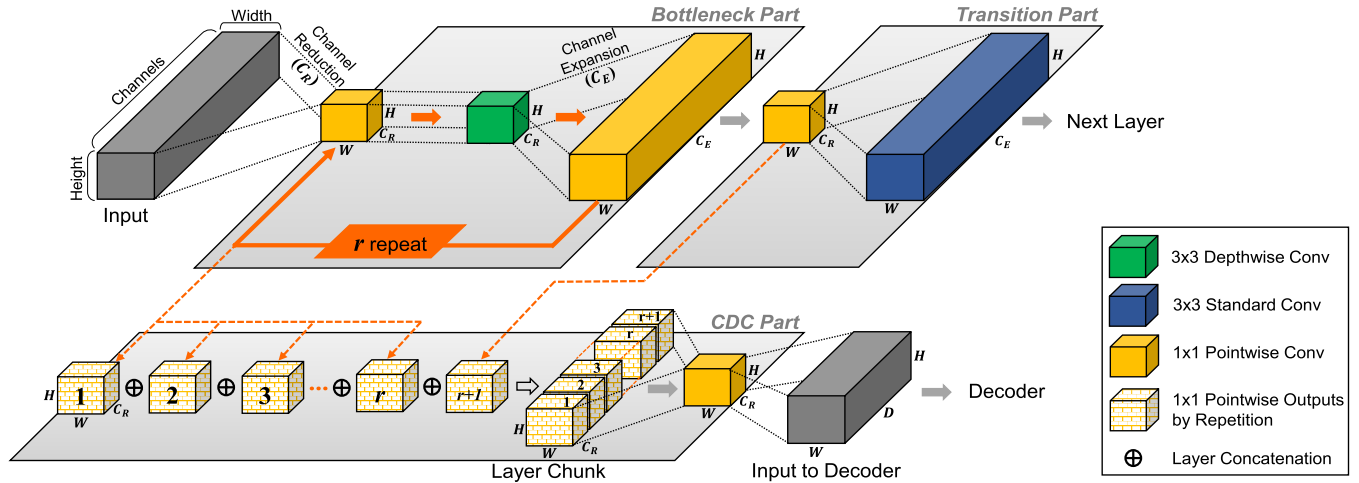 Bottleneck Part
Transition Part
Width
Channels
Height
Input
Channel
Reduction
(C_R)
H
C_R
W
H
C_R
Channel
Expansion
(C_E)
H
C_E
W
r repeat
H
C_R
W
H
C_E
W
Next Layer
CDC Part
1
H
W
C_R
⊕
2
⊕
3
...
⊕
r
⊕
r+1
r+1
r
3
2
1
H
W
C_R
Layer Chunk
H
C_R
W
H
D
W
Input to Decoder
Decoder
3x3 Depthwise Conv
3x3 Standard Conv
1x1 Pointwise Conv
1x1 Pointwise Outputs
by Repetition
⊕ Layer Concatenation